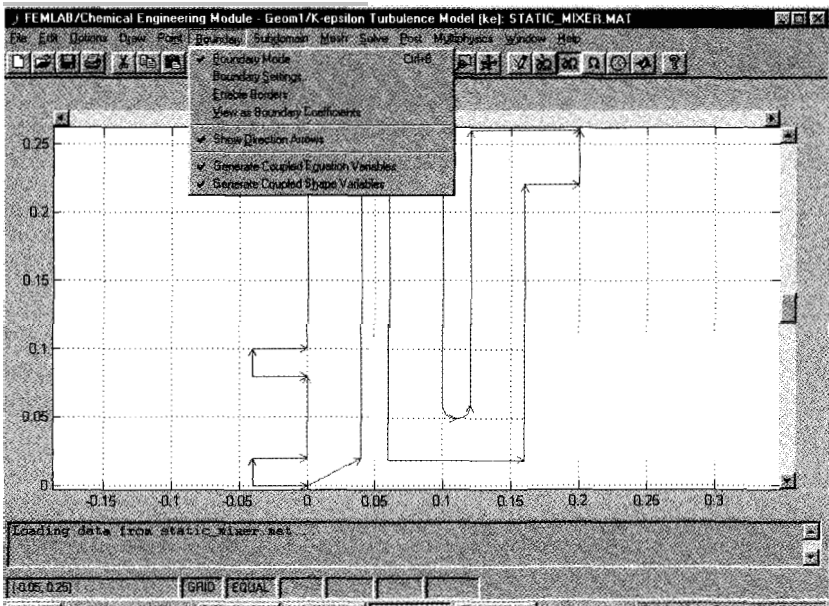 FEMLAB/Chemical Engineering Module - Geom1/K-epsilon Turbulence Model (ke): STATIC_MIXER.MAT
File Edit Options Draw Point Boundary Subdomain Mesh Solve Post Multiphysics Window Help
Boundary Mode Ctrl+B
Boundary Settings
Enable Borders
View as Boundary Coefficients
Show Direction Arrows
Generate Coupled Equation Variables
Generate Coupled Shape Variables
0.25
0.2
0.15
0.1
0.05
0
-0.15 -0.1 -0.05 0 0.05 0.1 0.15 0.2 0.25 0.3
Loading data from static_mixer.mat...
(-0.05, 0.25) GRID EQUAL